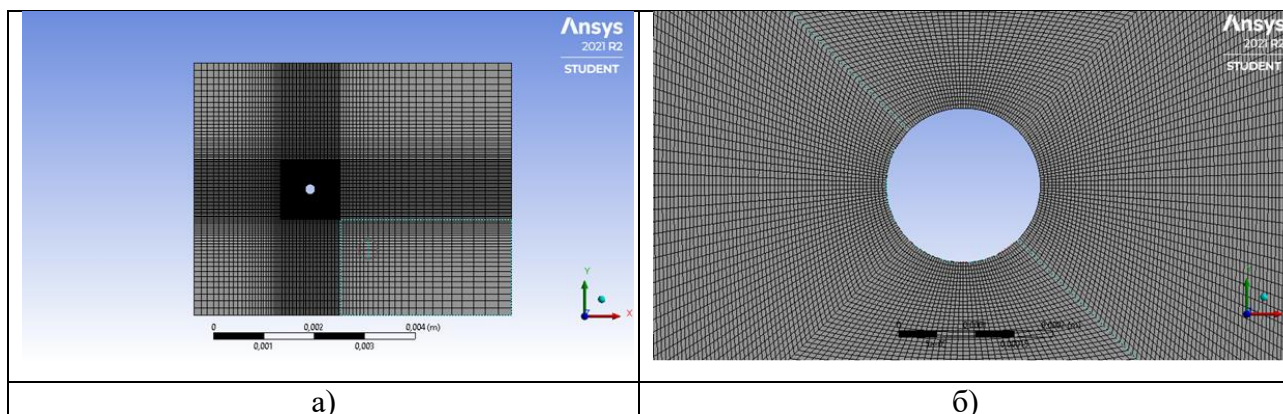 Ansys
2021 R2
STUDENT
Y
X
0
0,002
0,004 (m)
0,001
0,003
а)
Ansys
2021 R2
STUDENT
Y
X
б)